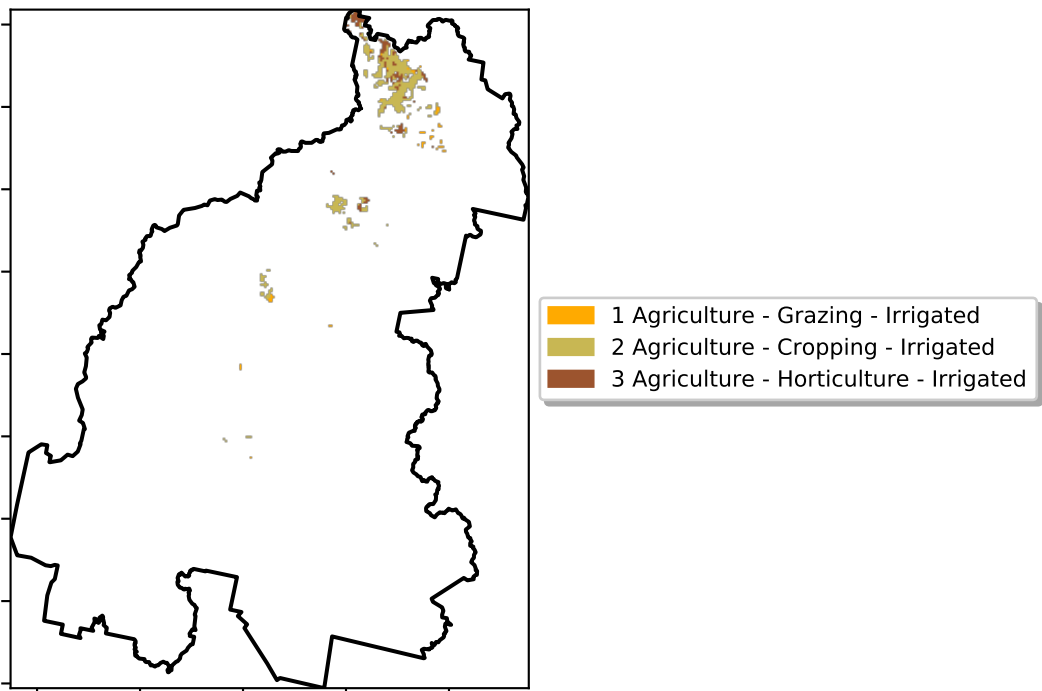 1 Agriculture - Grazing - Irrigated
2 Agriculture - Cropping - Irrigated
3 Agriculture - Horticulture - Irrigated